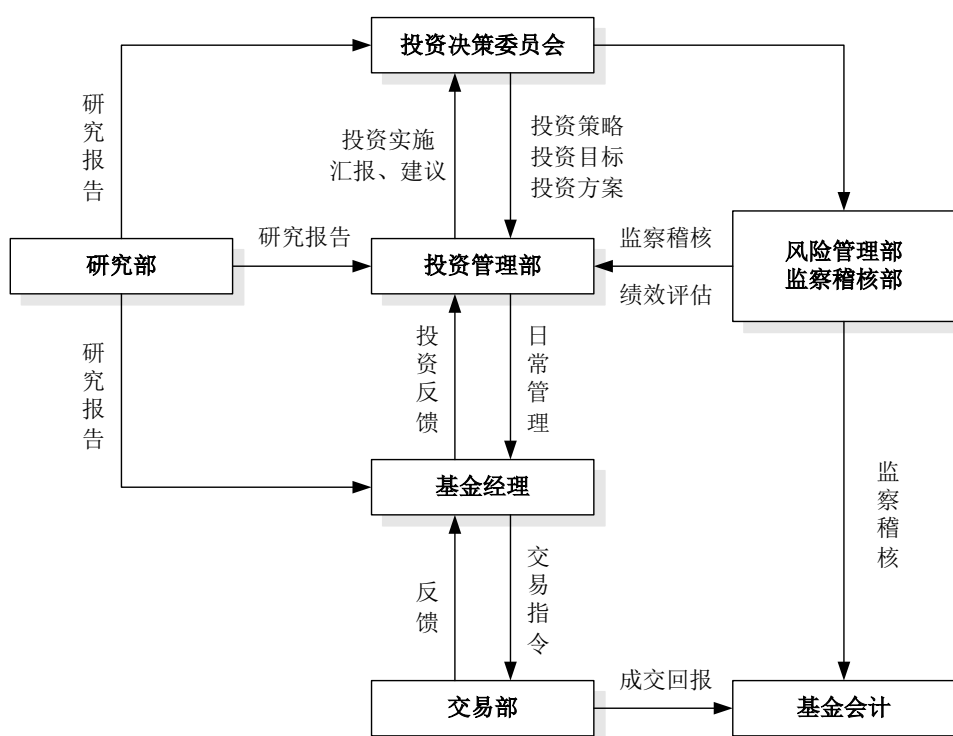 投资决策委员会
研究报告
投资实施
汇报、建议
投资策略
投资目标
投资方案
研究部
研究报告
投资管理部
监察稽核
绩效评估
风险管理部
监察稽核部
研究报告
投资反馈
日常管理
基金经理
监察稽核
反馈
交易指令
交易部
成交回报
基金会计